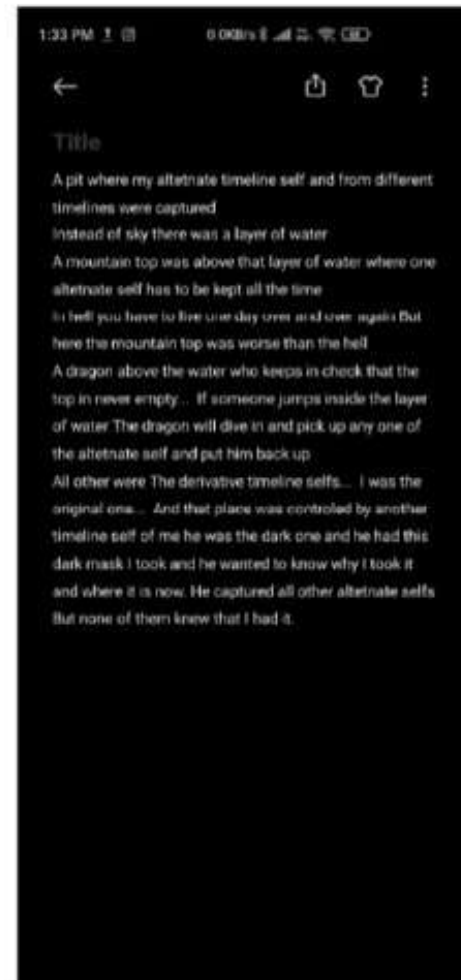 1:33 PM
0.0KB/s
Title
A pit where my altetnate timeline self and from different
timelines were captured
Instead of sky there was a layer of water
A mountain top was above that layer of water where one
altetnate self has to be kept all the time
In hell you have to live one day over and over again But
here the mountain top was worse than the hell
A dragon above the water who keeps in check that the
top in never empty... If someone jumps inside the layer
of water The dragon will dive in and pick up any one of
the altetnate self and put him back up
All other were The derivative timeline selfs... I was the
original one... And that place was controled by another
timeline self of me he was the dark one and he had this
dark mask I took and he wanted to know why I took it
and where it is now. He captured all other altetnate selfs
But none of them knew that I had it.